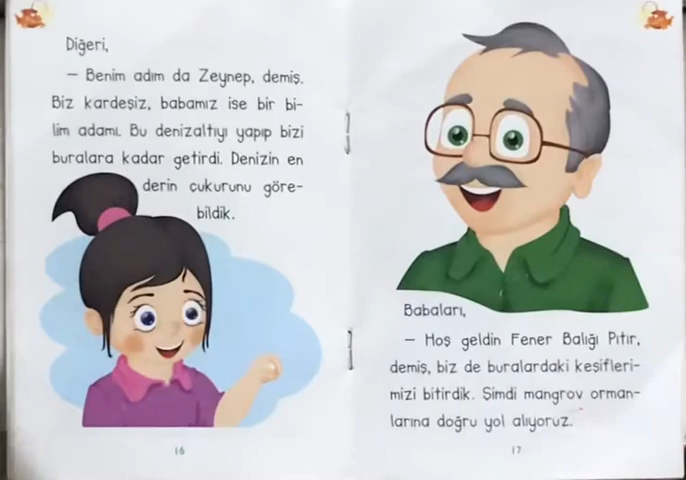 Diğeri,
– Benim adım da Zeynep, demiş.
Biz kardeşiz, babamız ise bir bi-
lim adamı. Bu denizaltıyı yapıp bizi
buralara kadar getirdi. Denizin en
derin çukurunu göre-
bildik.
16
Babaları,
– Hoş geldin Fener Balığı Pıtır,
demiş, biz de buralardaki keşifleri-
mizi bitirdik. Şimdi mangrov orman-
larına doğru yol alıyoruz.
17